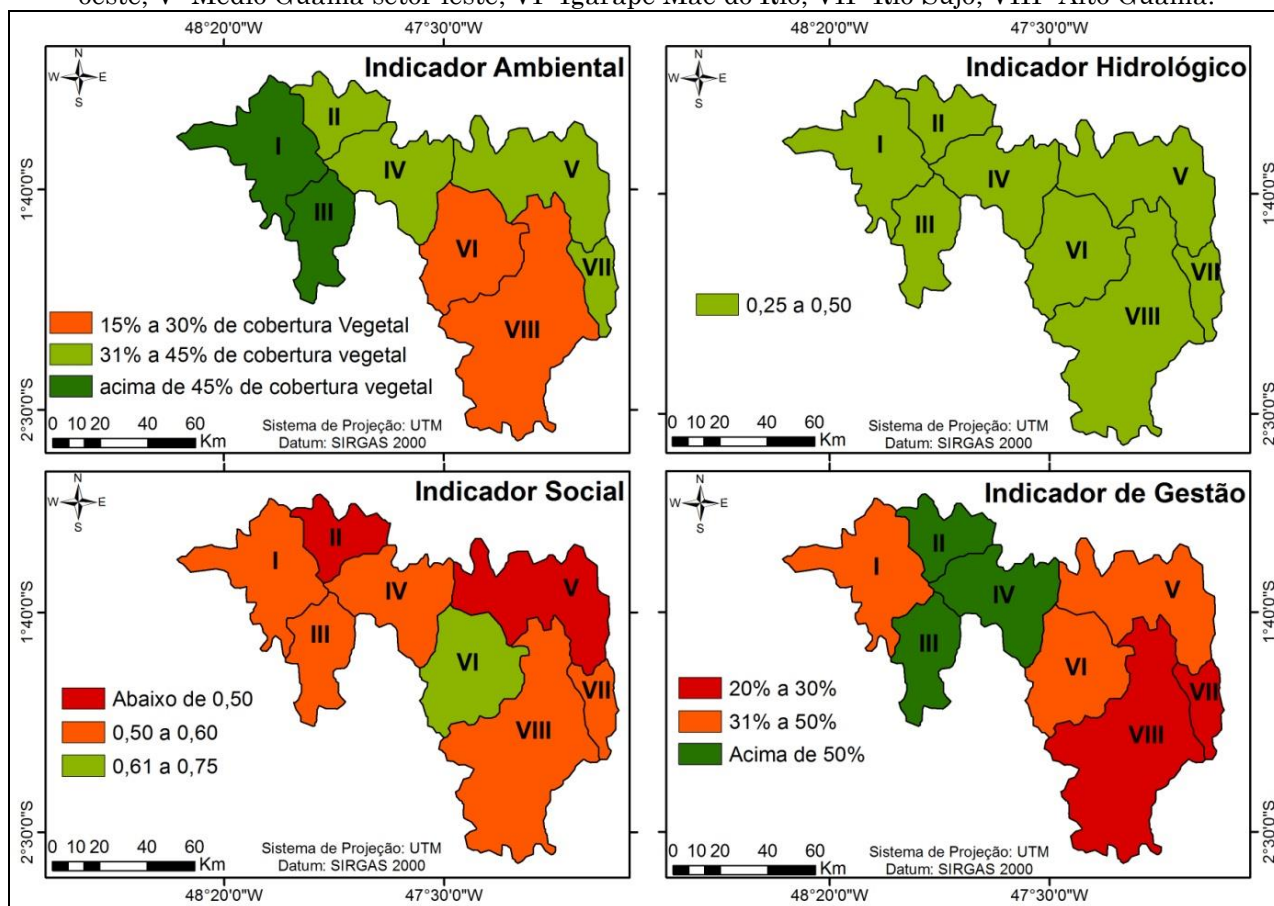 oeste, V- Médio Guamá setor leste, VI- Igarapé Mãe do Rio, VII- Rio Sujo, VIII- Alto Guamá.
48°20'0"W 47°30'0"W 48°20'0"W 47°30'0"W
N
W E
S
Indicador Ambiental
I
II
III
IV
V
VI
VII
VIII
1°40'0"S
2°30'0"S
15% a 30% de cobertura Vegetal
31% a 45% de cobertura vegetal
acima de 45% de cobertura vegetal
0 10 20 40 60
Km
Sistema de Projeção: UTM
Datum: SIRGAS 2000
N
W E
S
Indicador Hidrológico
I
II
III
IV
V
VI
VII
VIII
1°40'0"S
2°30'0"S
0,25 a 0,50
0 10 20 40 60
Km
Sistema de Projeção: UTM
Datum: SIRGAS 2000
N
W E
S
Indicador Social
I
II
III
IV
V
VI
VII
VIII
1°40'0"S
2°30'0"S
Abaixo de 0,50
0,50 a 0,60
0,61 a 0,75
0 10 20 40 60
Km
Sistema de Projeção: UTM
Datum: SIRGAS 2000
N
W E
S
Indicador de Gestão
I
II
III
IV
V
VI
VII
VIII
1°40'0"S
2°30'0"S
20% a 30%
31% a 50%
Acima de 50%
0 10 20 40 60
Km
Sistema de Projeção: UTM
Datum: SIRGAS 2000
48°20'0"W 47°30'0"W 48°20'0"W 47°30'0"W